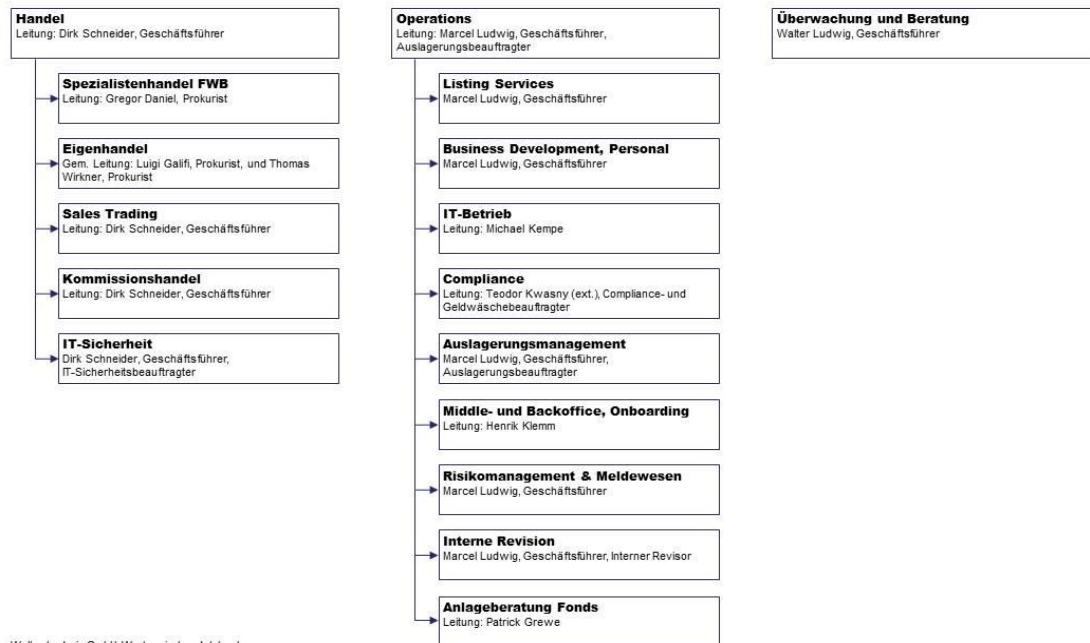 Handel
Leitung: Dirk Schneider, Geschäftsführer
Spezialistenhandel FWB
Leitung: Gregor Daniel, Prokurist
Eigenhandel
Gem. Leitung: Luigi Galifi, Prokurist, und Thomas
Wirkner, Prokurist
Sales Trading
Leitung: Dirk Schneider, Geschäftsführer
Kommissionshandel
Leitung: Dirk Schneider, Geschäftsführer
IT-Sicherheit
Dirk Schneider, Geschäftsführer,
IT-Sicherheitsbeauftragter
Operations
Leitung: Marcel Ludwig, Geschäftsführer,
Auslagerungsbeauftragter
Listing Services
Marcel Ludwig, Geschäftsführer
Business Development, Personal
Marcel Ludwig, Geschäftsführer
IT-Betrieb
Leitung: Michael Kempe
Compliance
Leitung: Teodor Kwasny (ext.), Compliance- und
Geldwäschebeauftragter
Auslagerungsmanagement
Marcel Ludwig, Geschäftsführer,
Auslagerungsbeauftragter
Middle- und Backoffice, Onboarding
Leitung: Henrik Klemm
Risikomanagement & Meldewesen
Marcel Ludwig, Geschäftsführer
Interne Revision
Marcel Ludwig, Geschäftsführer, Interner Revisor
Anlageberatung Fonds
Leitung: Patrick Grewe
Überwachung und Beratung
Walter Ludwig, Geschäftsführer